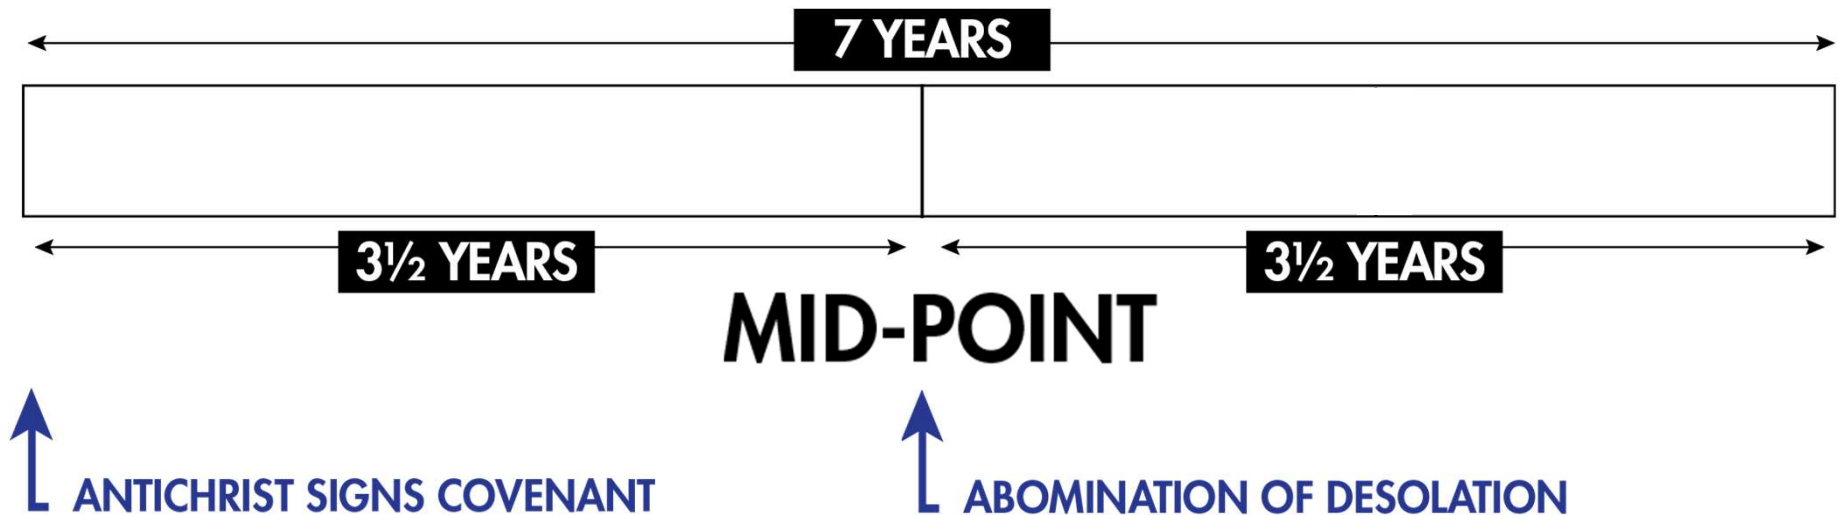 7 YEARS
3½ YEARS
3½ YEARS
MID-POINT
ANTICHRIST SIGNS COVENANT
ABOMINATION OF DESOLATION